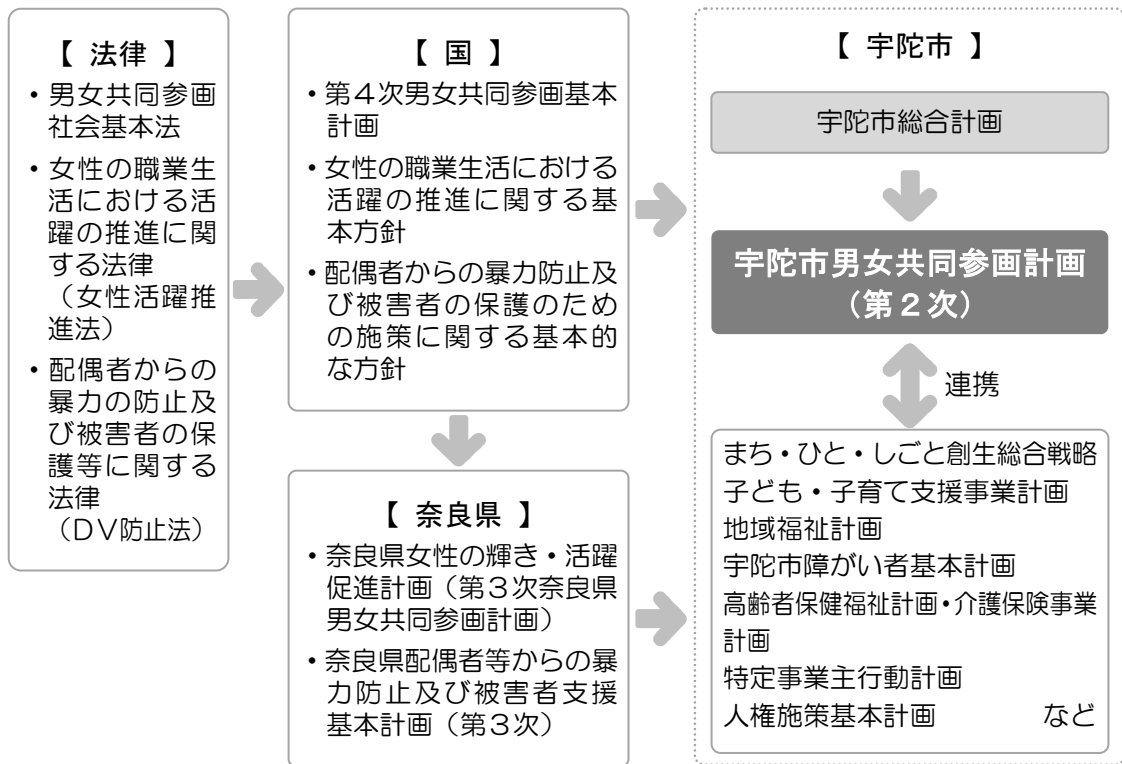 【 法律 】
・男女共同参画
社会基本法
・女性の職業生
活における活
躍の推進に関
する法律
（女性活躍推
進法）
・配偶者からの
暴力の防止及
び被害者の保
護等に関する
法律
（ＤＶ防止法）
【 国 】
・第４次男女共同参画基本
計画
・女性の職業生活における
活躍の推進に関する基
本方針
・配偶者からの暴力防止及
び被害者の保護のため
の施策に関する基本的
な方針
【 奈良県 】
・奈良県女性の輝き・活躍
促進計画（第３次奈良県
男女共同参画計画）
・奈良県配偶者等からの暴
力防止及び被害者支援
基本計画（第３次）
【 宇陀市 】
宇陀市総合計画
宇陀市男女共同参画計画
（第２次）
連携
まち・ひと・しごと創生総合戦略
子ども・子育て支援事業計画
地域福祉計画
宇陀市障がい者基本計画
高齢者保健福祉計画・介護保険事業
計画
特定事業主行動計画
人権施策基本計画 など